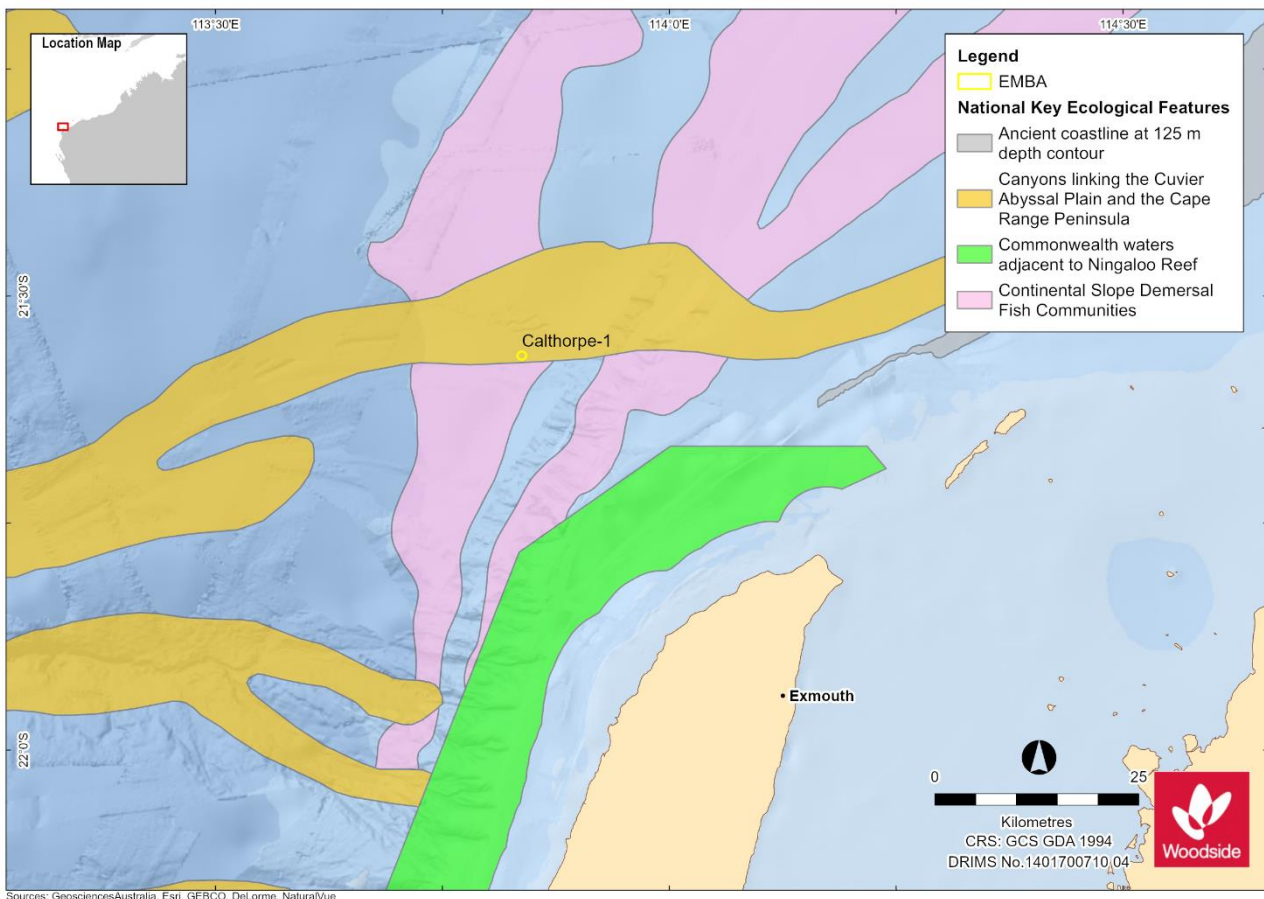 113°30'E
114°0'E
114°30'E
Location Map
Legend
EMBA
National Key Ecological Features
Ancient coastline at 125 m
depth contour
Canyons linking the Cuvier
Abyssal Plain and the Cape
Range Peninsula
Commonwealth waters
adjacent to Ningaloo Reef
Continental Slope Demersal
Fish Communities
21°30'S
Calthorpe-1
Exmouth
22°0'S
0 25
Kilometres
CRS: GCS GDA 1994
DRIMS No.1401700710 04
Woodside
Sources: GeosciencesAustralia, Esri, GEBCO, DeLorme, NaturalVue